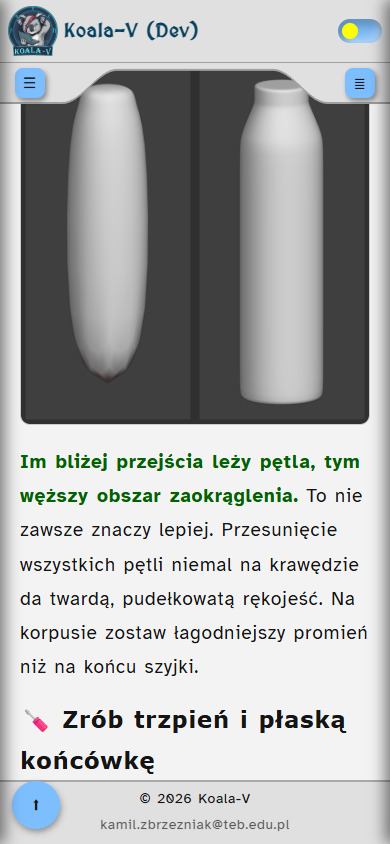 KOALA-V
Koala-V (Dev)
☰
≣
Im bliżej przejścia leży pętla, tym
węższy obszar zaokrąglenia. To nie
zawsze znaczy lepiej. Przesunięcie
wszystkich pętli niemal na krawędzie
da twardą, pudełkowatą rękojeść. Na
korpusie zostaw łagodniejszy promień
niż na końcu szyjki.
🪛 Zrób trzpień i płaską
końcówkę
↑
© 2026 Koala-V
kamil.zbrzezniak@teb.edu.pl